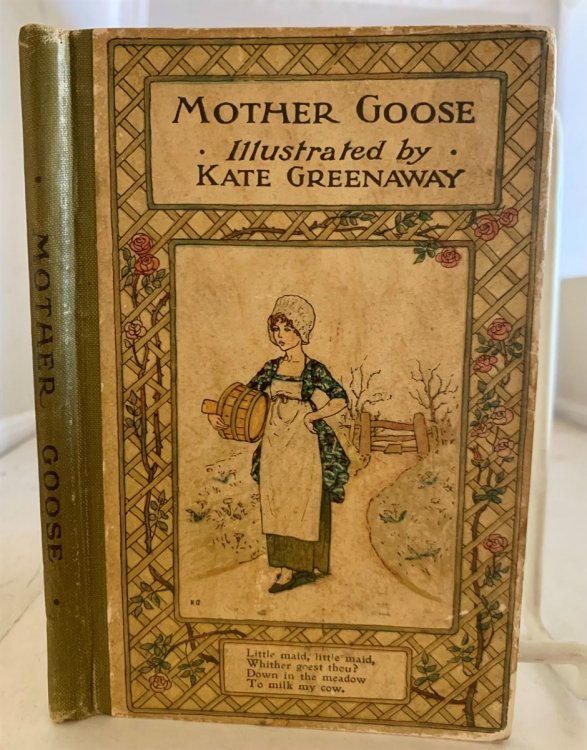 MOTHER GOOSE
MOTHER GOOSE
· Illustrated by ·
KATE GREENAWAY
KG
Little maid, little maid,
Whither goest thou?
Down in the meadow
To milk my cow.